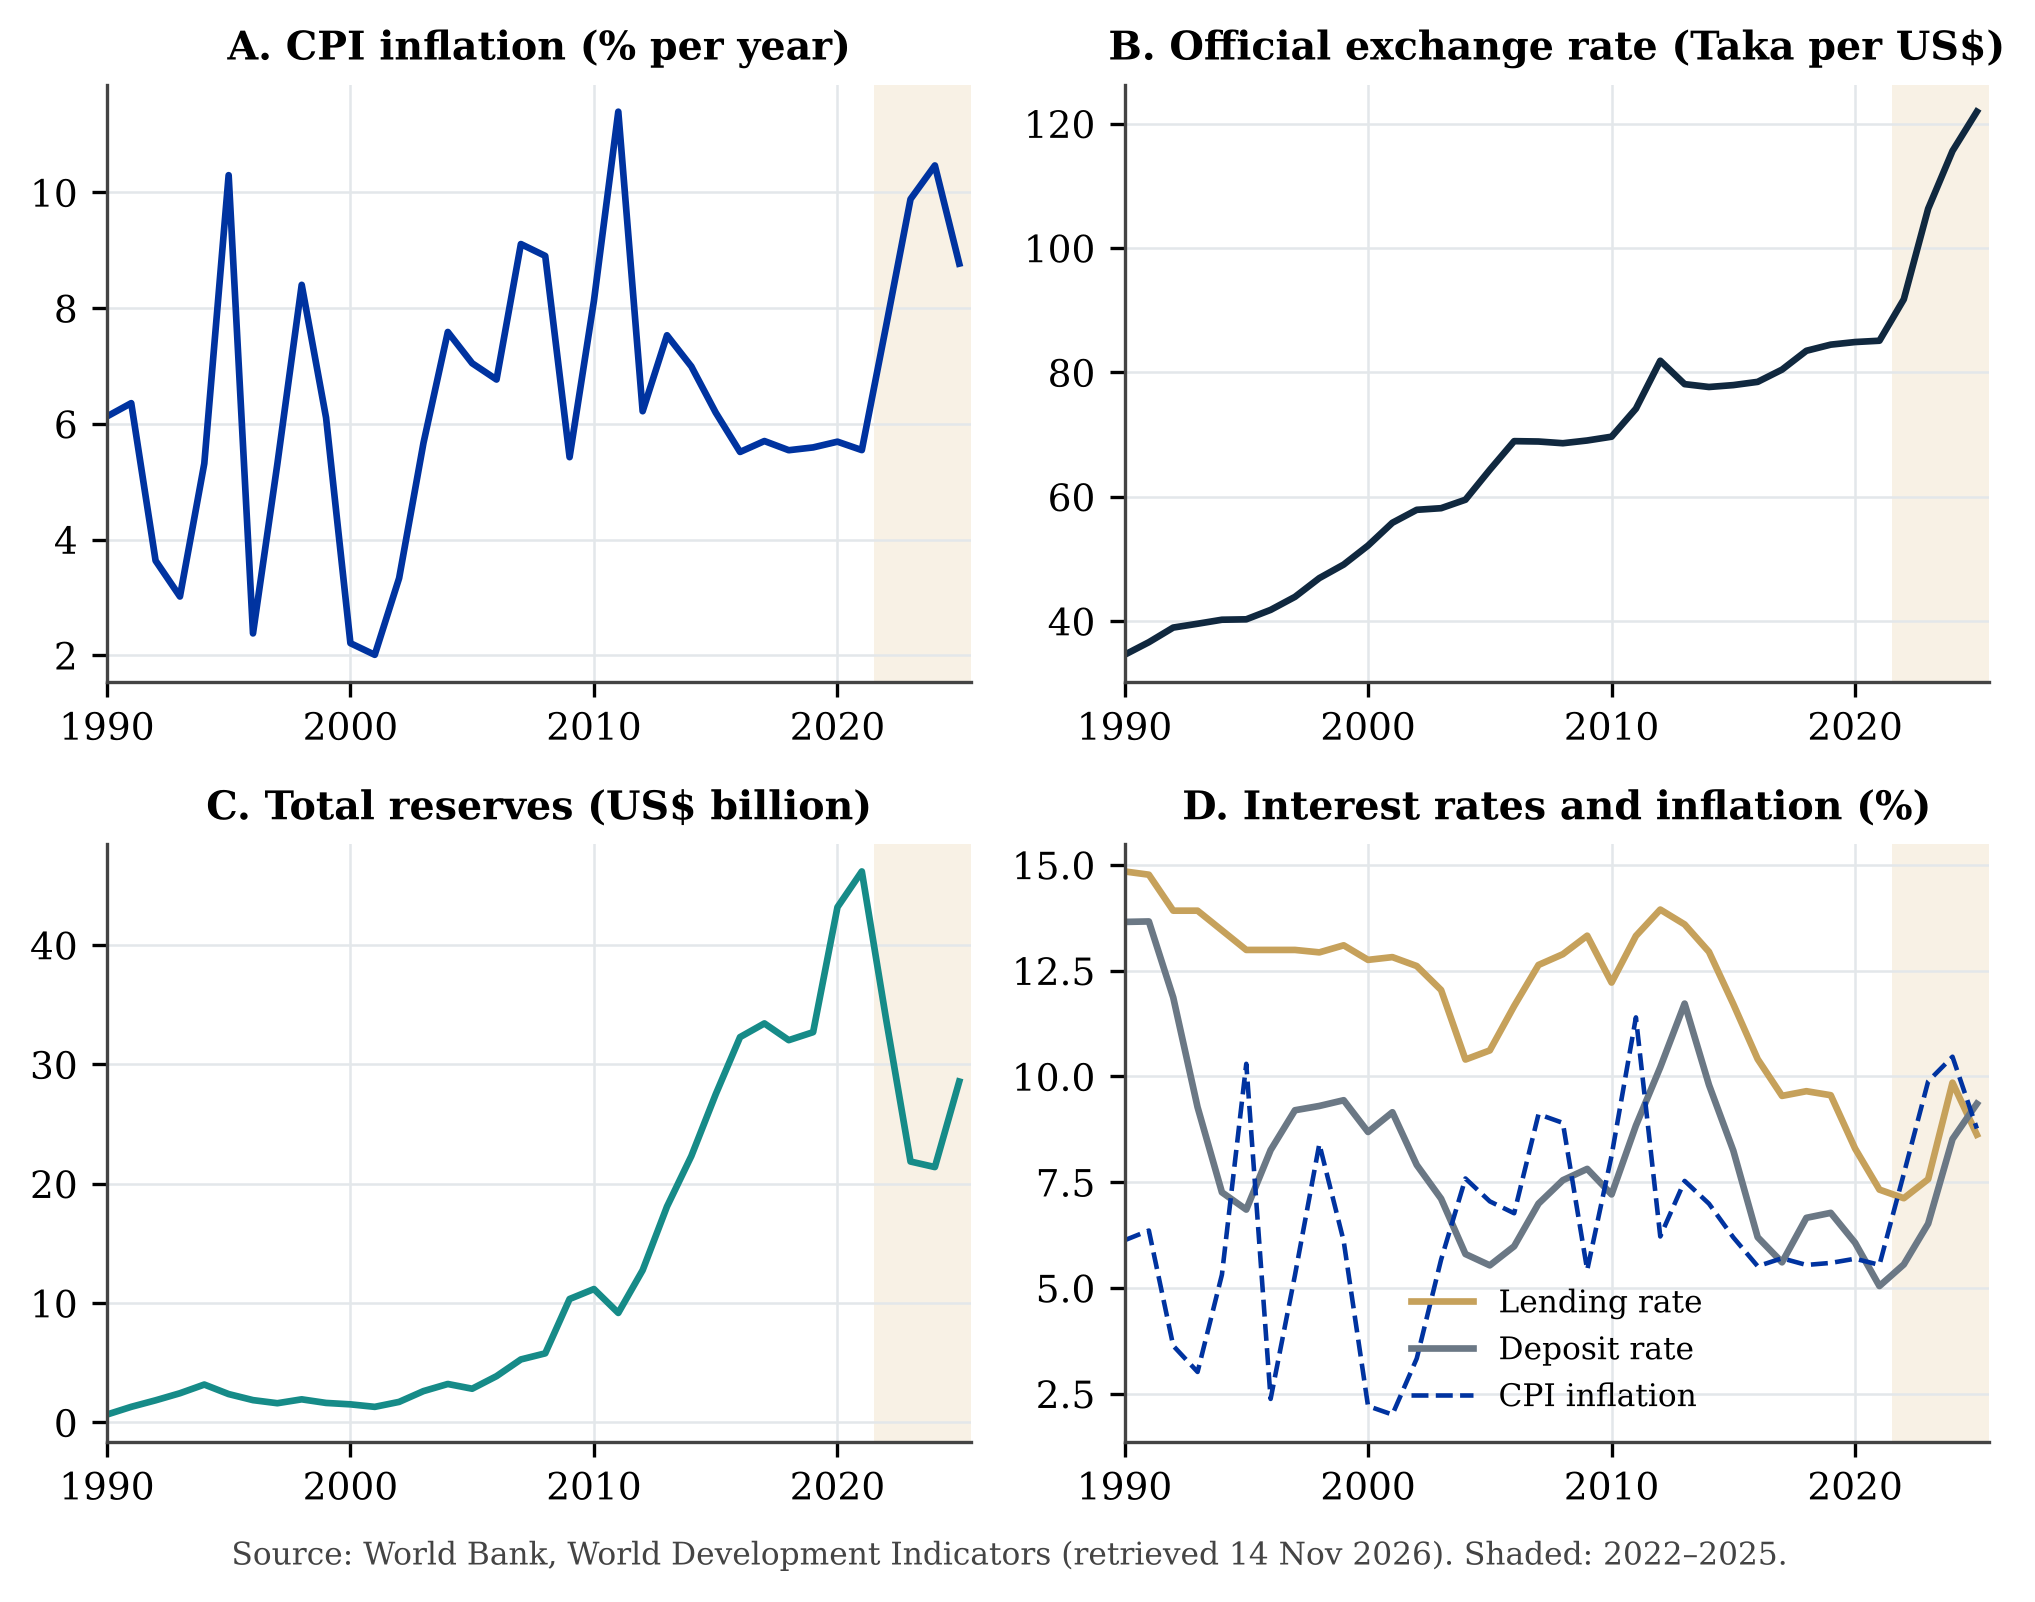 A. CPI inflation (% per year)
10
8
6
4
2
1990 2000 2010 2020
B. Official exchange rate (Taka per US$)
120
100
80
60
40
1990 2000 2010 2020
C. Total reserves (US$ billion)
40
30
20
10
0
1990 2000 2010 2020
D. Interest rates and inflation (%)
15.0
12.5
10.0
7.5
5.0
2.5
Lending rate
Deposit rate
CPI inflation
1990 2000 2010 2020
Source: World Bank, World Development Indicators (retrieved 14 Nov 2026). Shaded: 2022–2025.